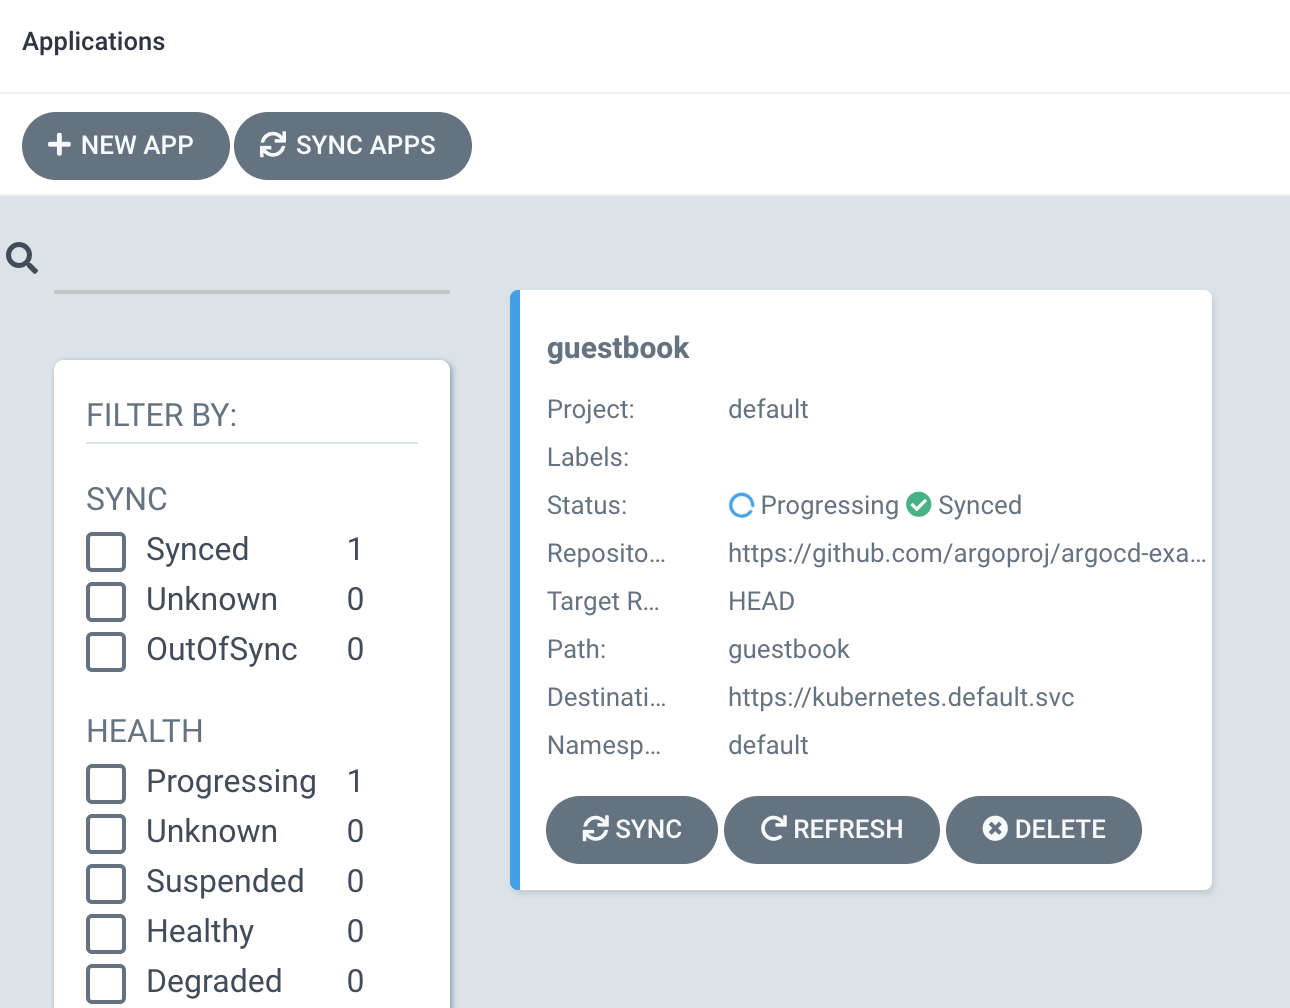 Applications
NEW APP SYNC APPS
FILTER BY:
SYNC
Synced 1
Unknown 0
OutOfSync 0
HEALTH
Progressing 1
Unknown 0
Suspended 0
Healthy 0
Degraded 0
guestbook
Project: default
Labels:
Status: Progressing Synced
Reposito... https://github.com/argoproj/argocd-exa...
Target R... HEAD
Path: guestbook
Destinati... https://kubernetes.default.svc
Namesp... default
SYNC REFRESH DELETE